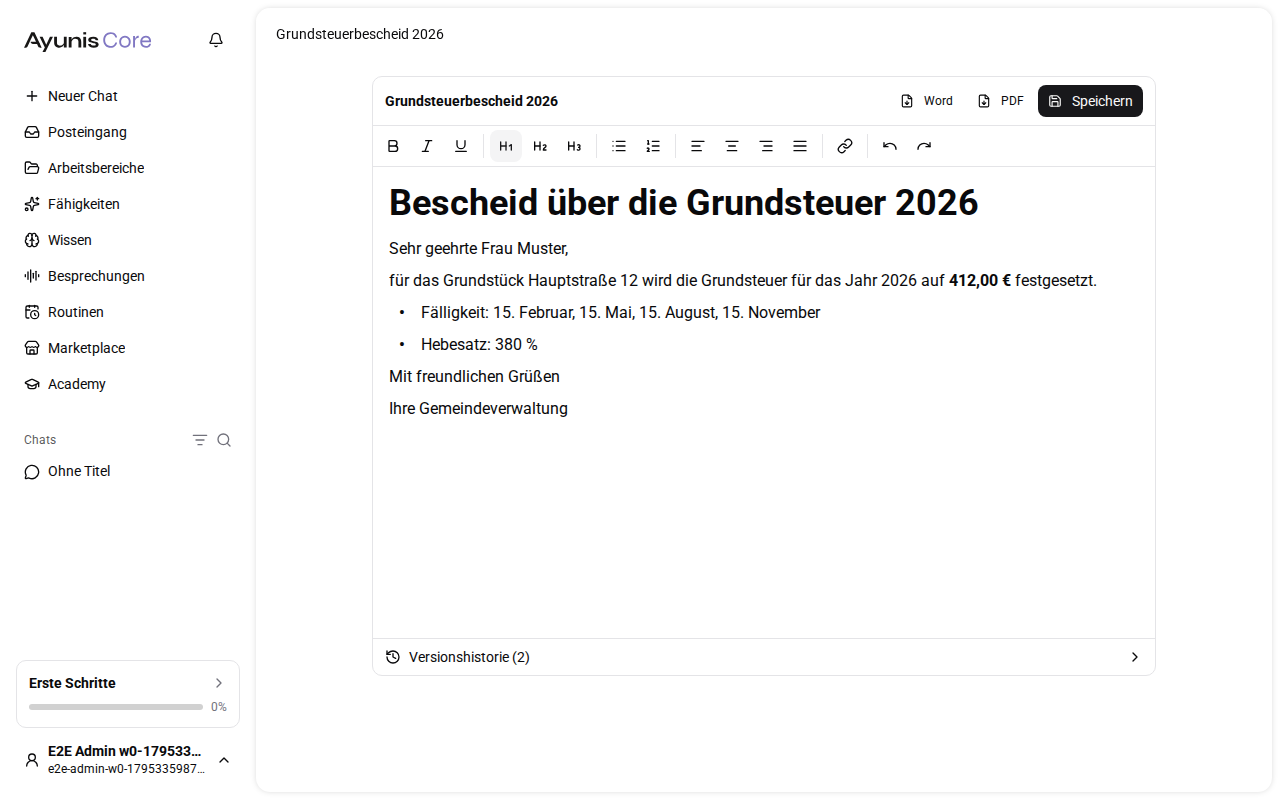 Ayunis Core
Neuer Chat
Posteingang
Arbeitsbereiche
Fähigkeiten
Wissen
Besprechungen
Routinen
Marketplace
Academy
Chats
Ohne Titel
Erste Schritte
0%
E2E Admin w0-179533…
e2e-admin-w0-1795335987…
Grundsteuerbescheid 2026
Grundsteuerbescheid 2026
Word
PDF
Speichern
B I U H1 H2 H3
Bescheid über die Grundsteuer 2026
Sehr geehrte Frau Muster,
für das Grundstück Hauptstraße 12 wird die Grundsteuer für das Jahr 2026 auf 412,00 € festgesetzt.
• Fälligkeit: 15. Februar, 15. Mai, 15. August, 15. November
• Hebesatz: 380 %
Mit freundlichen Grüßen
Ihre Gemeindeverwaltung
Versionshistorie (2)